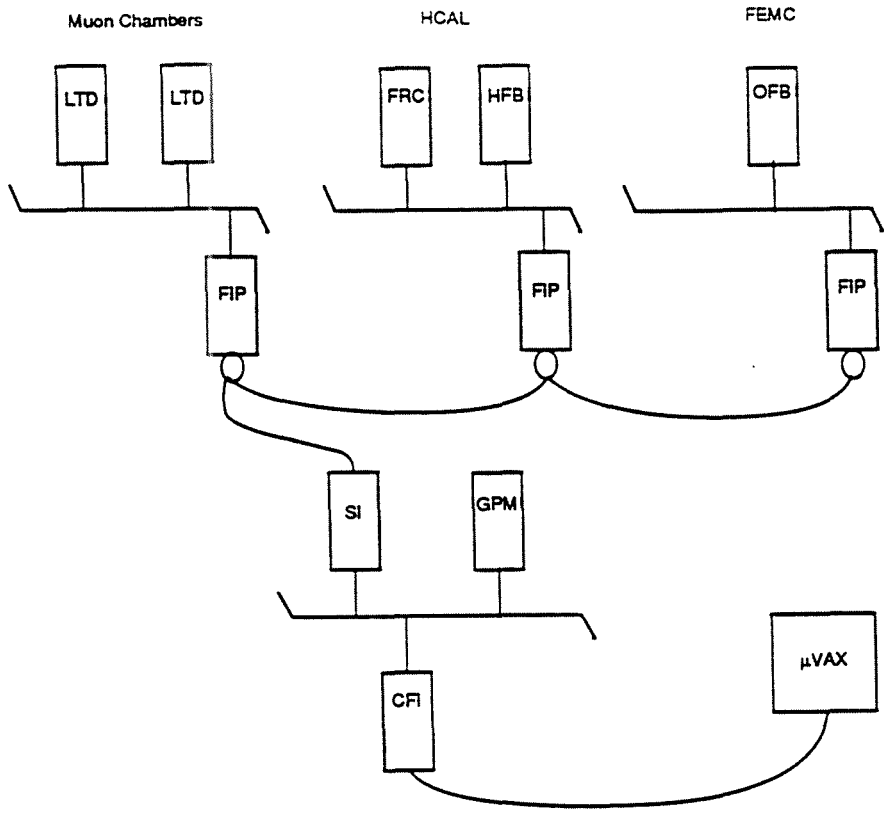 Muon Chambers
HCAL
FEMC
LTD
LTD
FRC
HFB
OFB
FIP
FIP
FIP
SI
GPM
μVAX
CFI